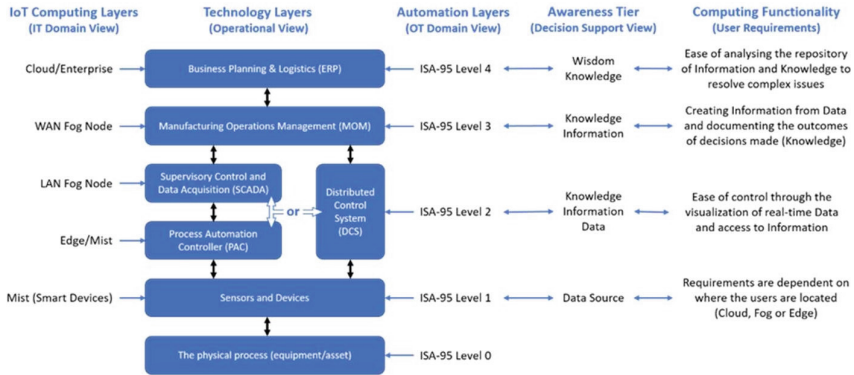 IoT Computing Layers
(IT Domain View)
Technology Layers
(Operational View)
Automation Layers
(OT Domain View)
Awareness Tier
(Decision Support View)
Computing Functionality
(User Requirements)
Cloud/Enterprise
Business Planning & Logistics (ERP)
ISA-95 Level 4
Wisdom
Knowledge
Ease of analysing the repository
of Information and Knowledge to
resolve complex issues
WAN Fog Node
Manufacturing Operations Management (MOM)
ISA-95 Level 3
Knowledge
Information
Creating Information from Data
and documenting the outcomes
of decisions made (Knowledge)
LAN Fog Node
Supervisory Control and
Data Acquisition (SCADA)
or
Distributed
Control
System
(DCS)
ISA-95 Level 2
Knowledge
Information
Data
Ease of control through the
visualization of real-time Data
and access to Information
Edge/Mist
Process Automation
Controller (PAC)
Mist (Smart Devices)
Sensors and Devices
ISA-95 Level 1
Data Source
Requirements are dependent on
where the users are located
(Cloud, Fog or Edge)
The physical process (equipment/asset)
ISA-95 Level 0